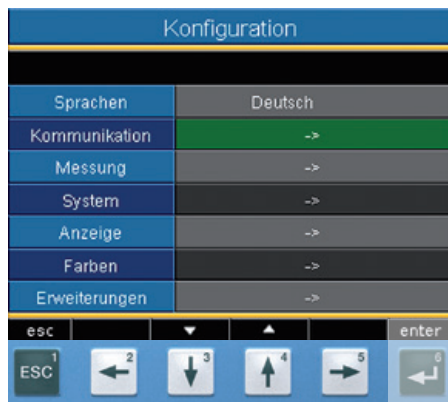 Konfiguration
Sprachen Deutsch
Kommunikation ->
Messung ->
System ->
Anzeige ->
Farben ->
Erweiterungen ->
esc ▼ ▲ enter
ESC 1 ← 2 ↓ 3 ↑ 4 → 5 ↵ 6